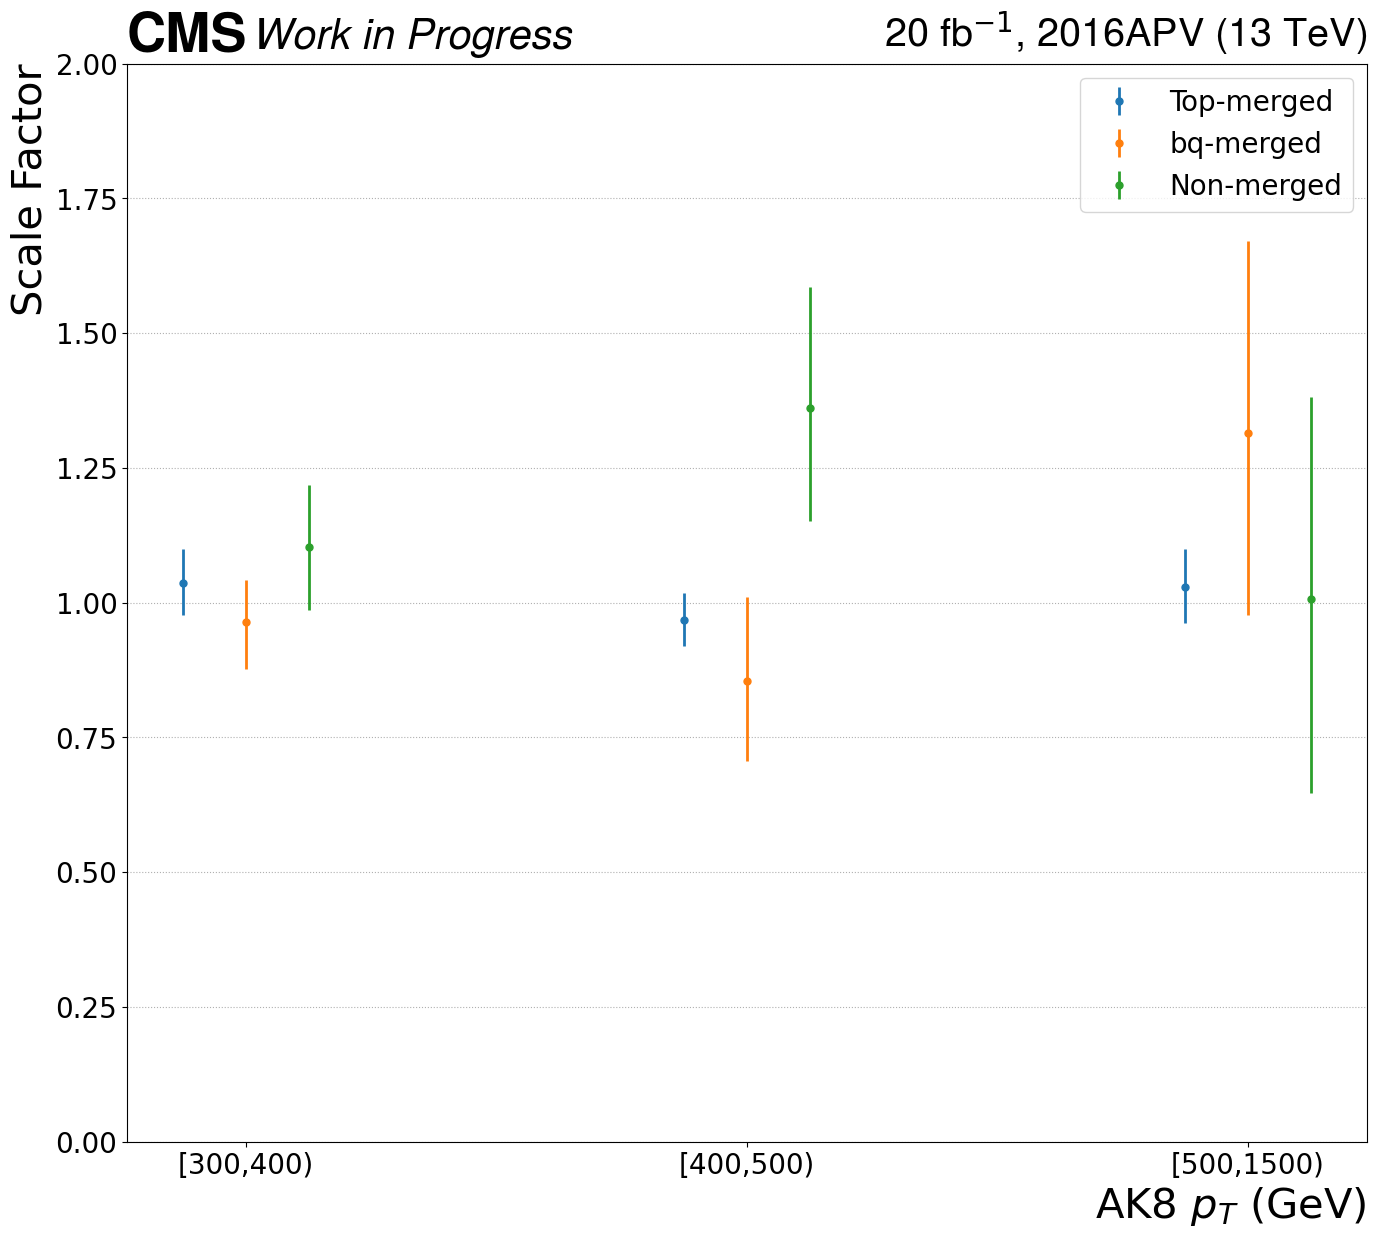 CMS Work in Progress
20 fb⁻¹, 2016APV (13 TeV)
Scale Factor
2.00
1.75
1.50
1.25
1.00
0.75
0.50
0.25
0.00
Top-merged
bq-merged
Non-merged
[300,400)
[400,500)
[500,1500)
AK8 p_T (GeV)